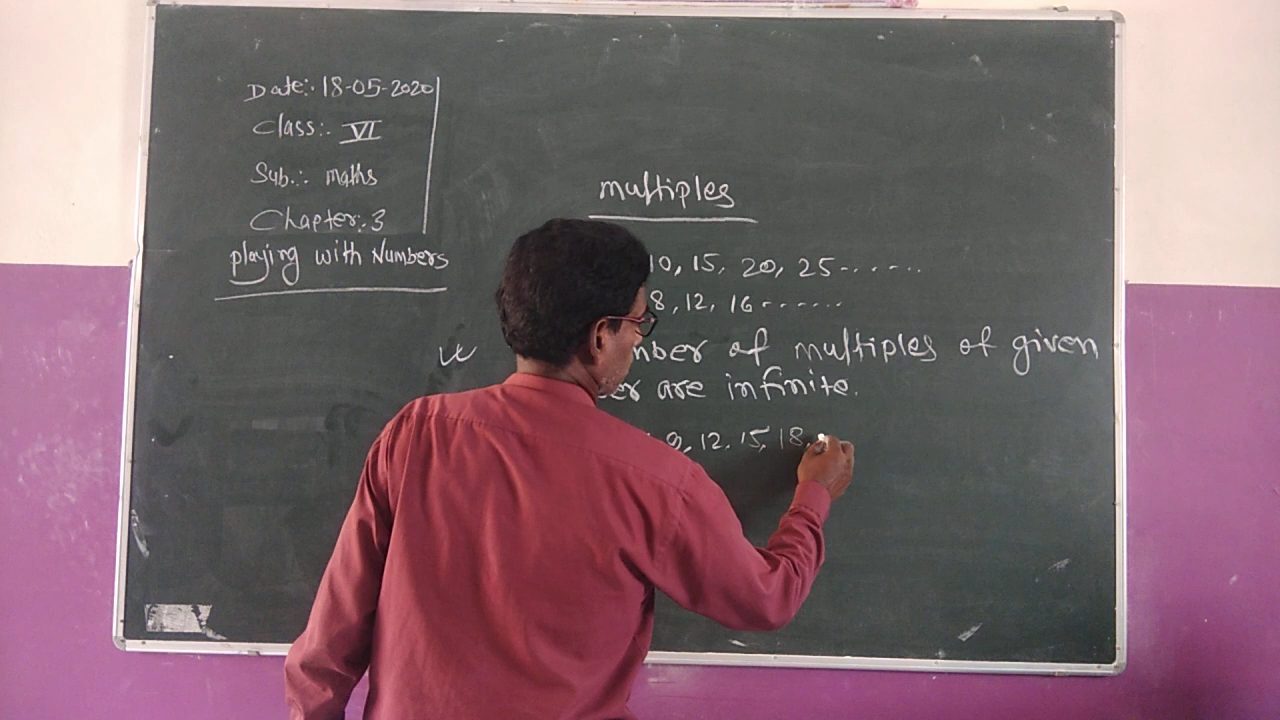 Date:. 18-05-2020
Class:. VI
Sub.: maths
Chapter:. 3
playing with Numbers
multiples
10, 15, 20, 25-.....
8, 12, 16......
nber of multiples of given
er are infinite.
9, 12, 15, 18,